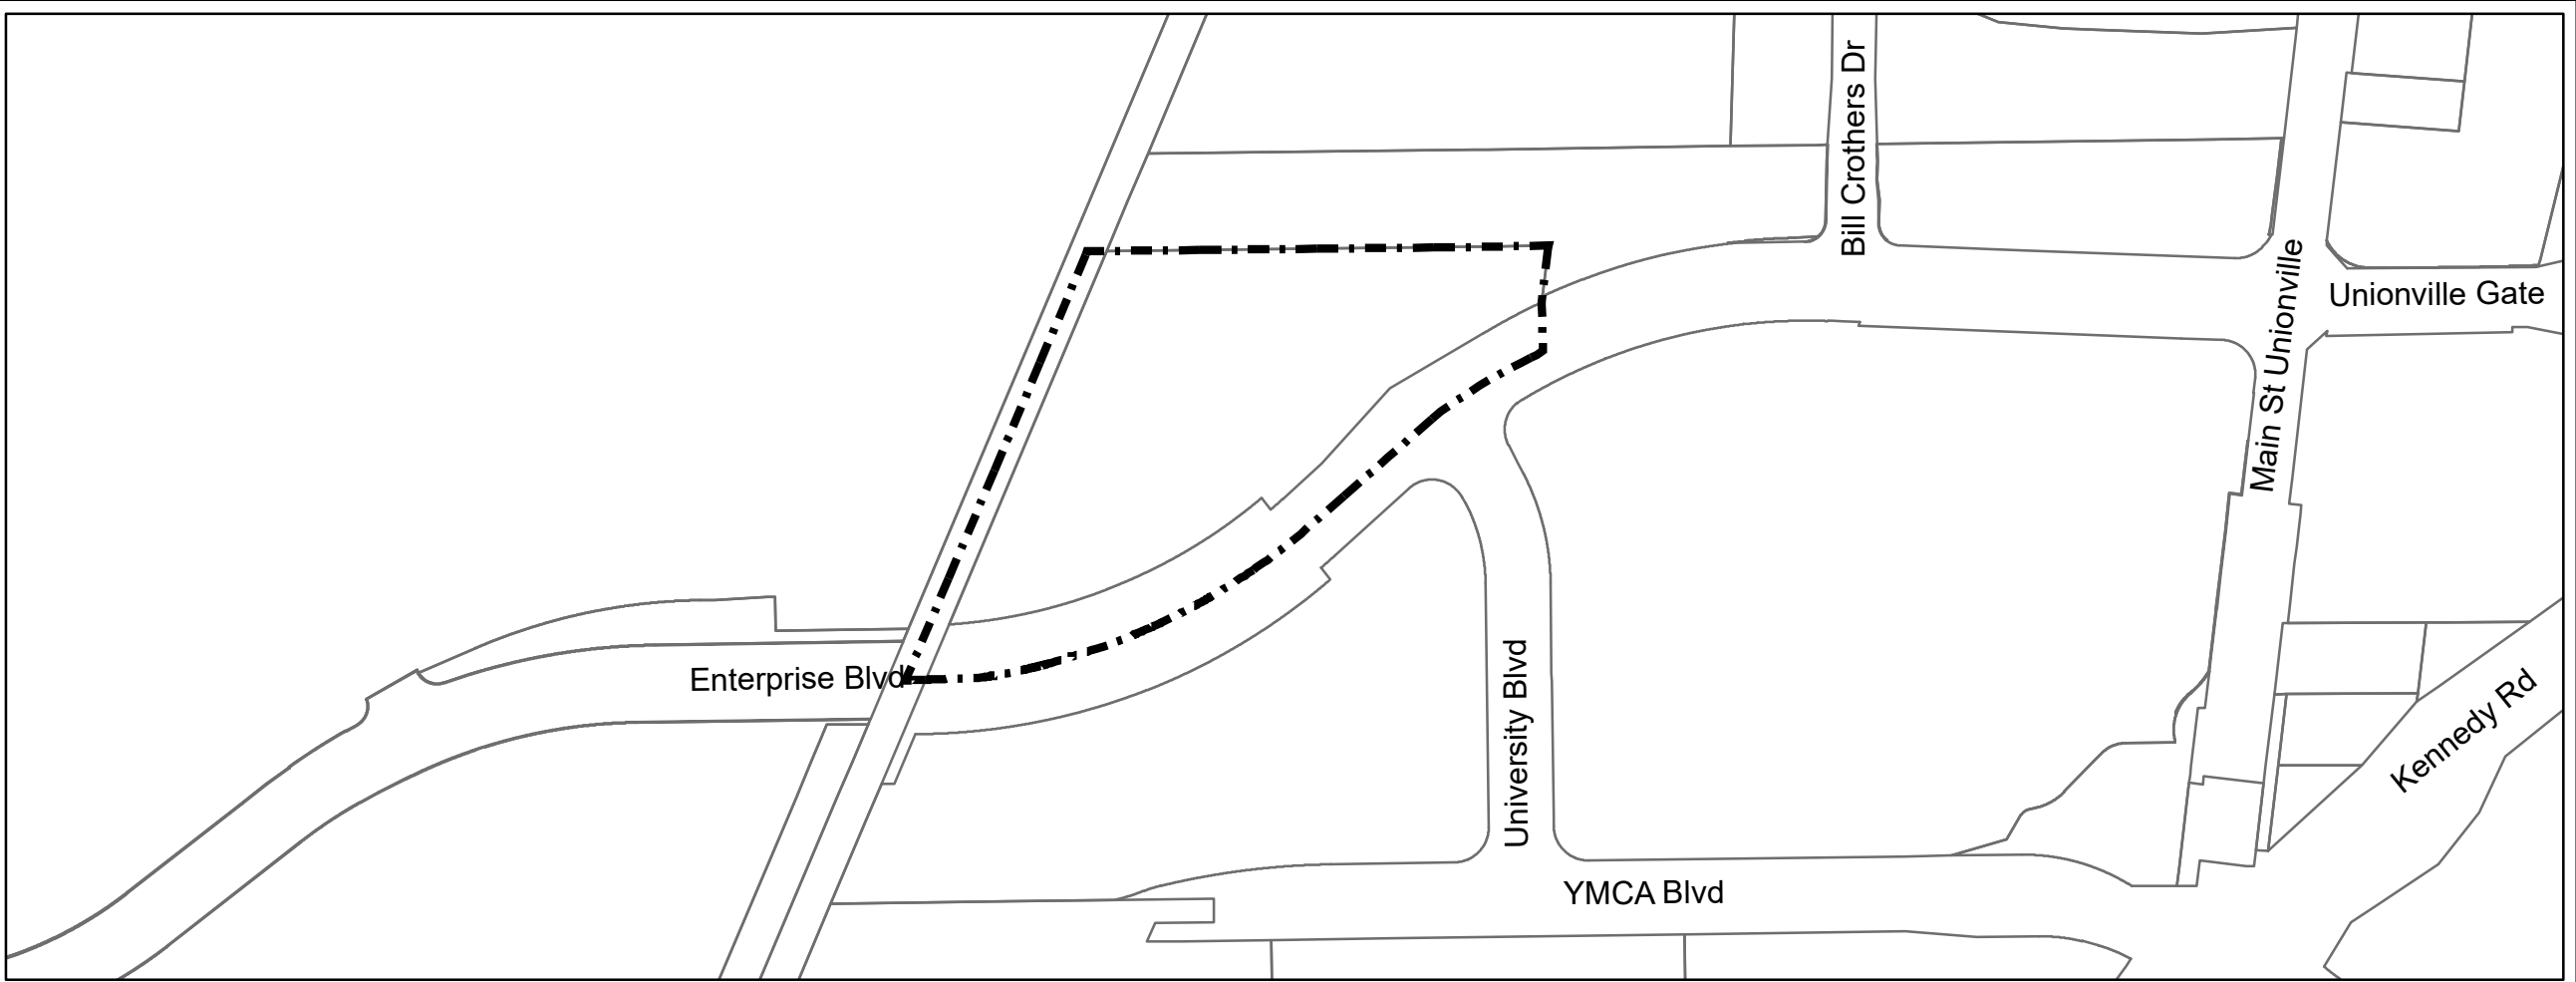 Bill Crothers Dr
Unionville Gate
Main St Unionville
Enterprise Blvd
University Blvd
Kennedy Rd
YMCA Blvd